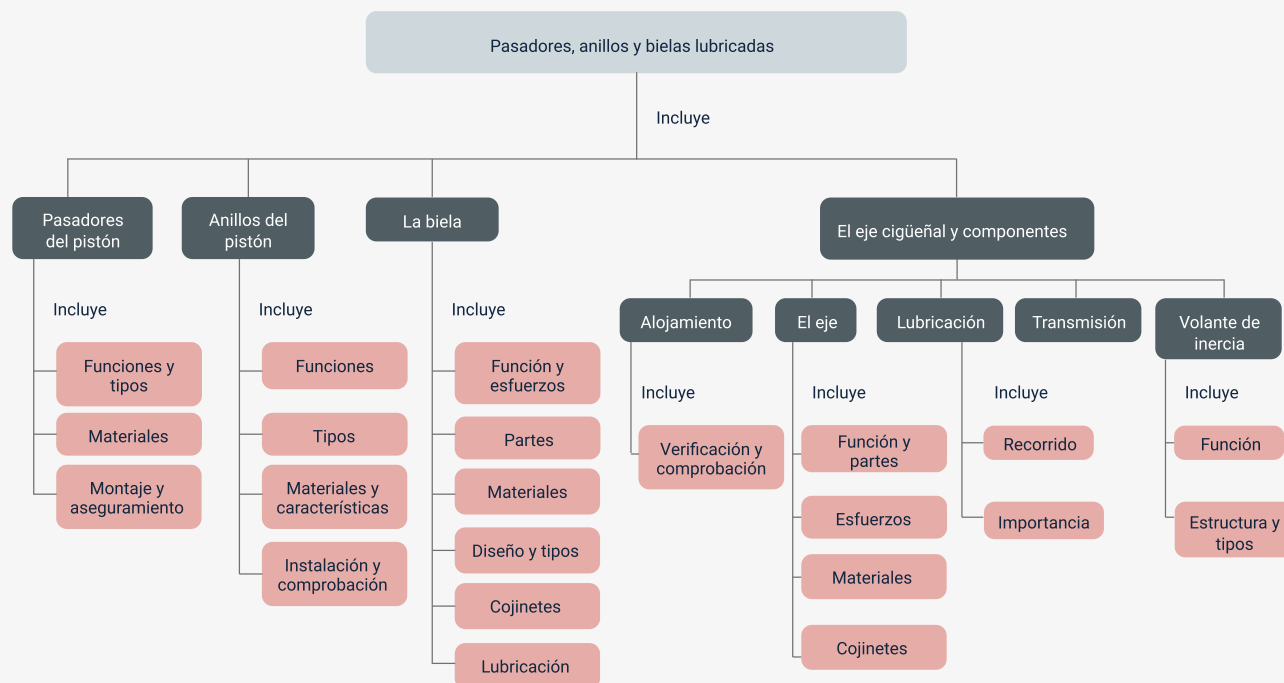 Pasadores, anillos y bielas lubricadas
Incluye
Pasadores
del pistón
Anillos del
pistón
La biela
El eje cigüeñal y componentes
Incluye
Funciones y
tipos
Materiales
Montaje y
aseguramiento
Incluye
Funciones
Tipos
Materiales y
características
Instalación y
comprobación
Incluye
Función y
esfuerzos
Partes
Materiales
Diseño y tipos
Cojinetes
Lubricación
Alojamiento
El eje
Lubricación
Transmisión
Volante de
inercia
Incluye
Verificación y
comprobación
Incluye
Función y
partes
Esfuerzos
Materiales
Cojinetes
Incluye
Recorrido
Importancia
Incluye
Función
Estructura y
tipos